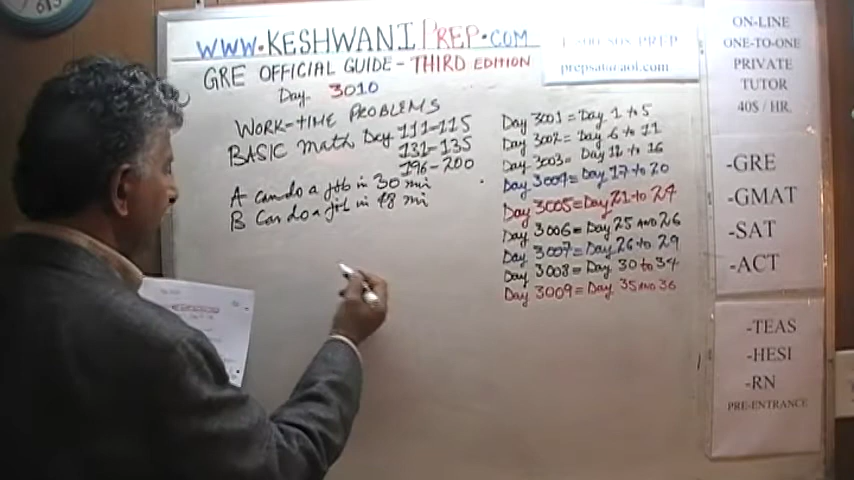 WWW.KESHWANIPREP.COM
GRE OFFICIAL GUIDE - THIRD EDITION
Day 3010
WORK-TIME PROBLEMS
BASIC Math Day 111-115
131-135
196-200
A can do a job in 30 min
B Can do a job in 48 min
PREP
prepsat@aol.com
Day 3001 = Day 1 to 5
Day 3002 = Day 6 to 11
Day 3003 = Day 12 to 16
Day 3004 = Day 17 to 20
Day 3005 = Day 21 to 24
Day 3006 = Day 25 AND 26
Day 3007 = Day 26 to 29
Day 3008 = Day 30 to 34
Day 3009 = Day 35 AND 36
ON-LINE
ONE-TO-ONE
PRIVATE
TUTOR
40$ / HR.
-GRE
-GMAT
-SAT
-ACT
-TEAS
-HESI
-RN
PRE-ENTRANCE